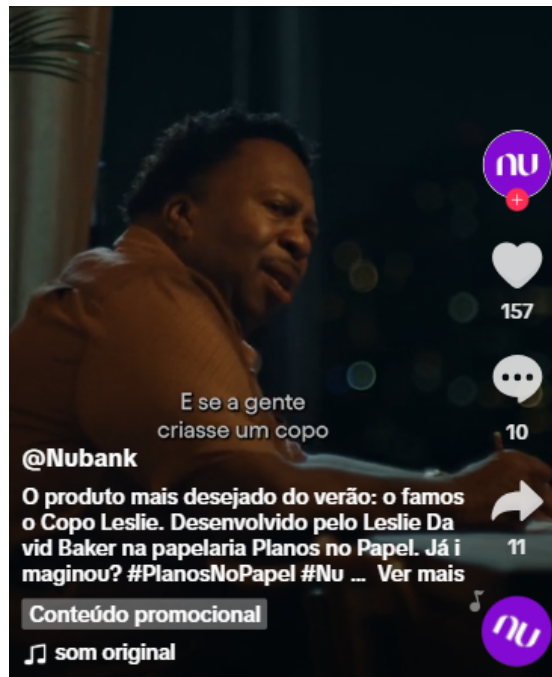 nu
157
10
E se a gente
criasse um copo
@Nubank
O produto mais desejado do verão: o famos
o Copo Leslie. Desenvolvido pelo Leslie Da
vid Baker na papelaria Planos no Papel. Já i
maginou? #PlanosNoPapel #Nu ... Ver mais
11
Conteúdo promocional
som original
nu